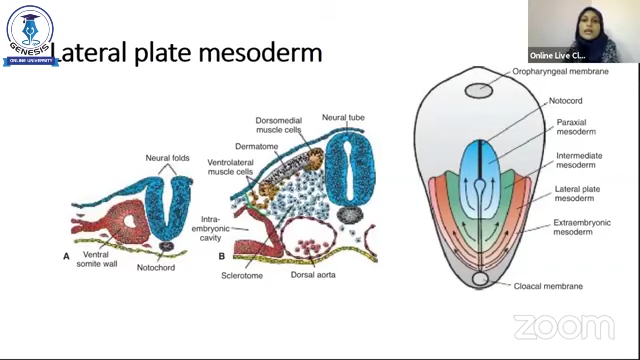 GENESIS
ONLINE UNIVERSITY
Lateral plate mesoderm
Online Live Cl...
Neural folds
Ventral
somite wall
Notochord
A
Dorsomedial
muscle cells
Neural tube
Dermatome
Ventrolateral
muscle cells
Intra-
embryonic
cavity
B
Sclerotome
Dorsal aorta
Oropharyngeal membrane
Notocord
Paraxial
mesoderm
Intermediate
mesoderm
Lateral plate
mesoderm
Extraembryonic
mesoderm
Cloacal membrane
zoom